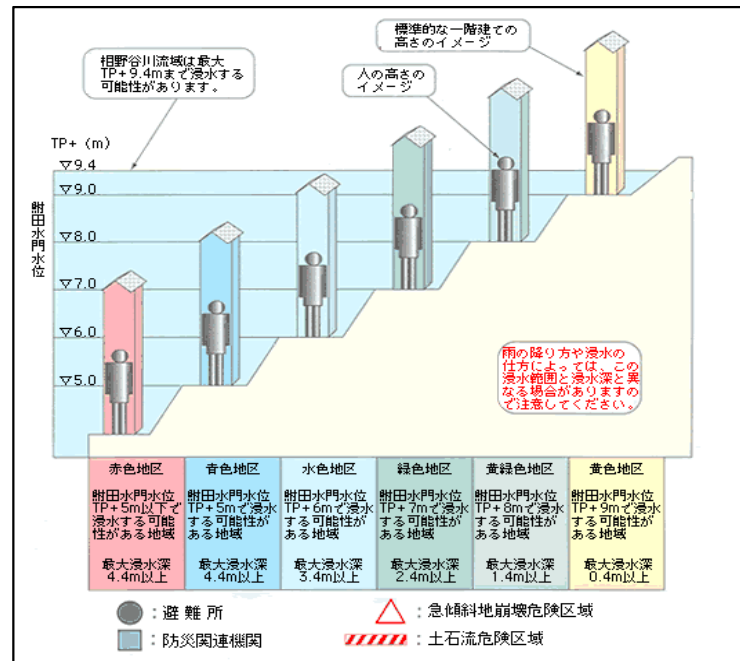 標準的な一階建ての
高さのイメージ
相野谷川流域は最大
TP+9.4mまで浸水する
可能性があります。
人の高さの
イメージ
TP+ (m)
▽9.4
▽9.0
▽8.0
▽7.0
▽6.0
▽5.0
鮒田水門水位
雨の降り方や浸水の
仕方によっては、この
浸水範囲と浸水深と異
なる場合がありますの
で注意してください。
赤色地区
鮒田水門水位
TP+5m以下で
浸水する可能
性がある地域
最大浸水深
4.4m以上
青色地区
鮒田水門水位
TP+5mで浸水
する可能性が
ある地域
最大浸水深
4.4m以上
水色地区
鮒田水門水位
TP+6mで浸水
する可能性が
ある地域
最大浸水深
3.4m以上
緑色地区
鮒田水門水位
TP+7mで浸水
する可能性が
ある地域
最大浸水深
2.4m以上
黄緑色地区
鮒田水門水位
TP+8mで浸水
する可能性が
ある地域
最大浸水深
1.4m以上
黄色地区
鮒田水門水位
TP+9mで浸水
する可能性が
ある地域
最大浸水深
0.4m以上
:避難所
:急傾斜地崩壊危険区域
:防災関連機関
:土石流危険区域